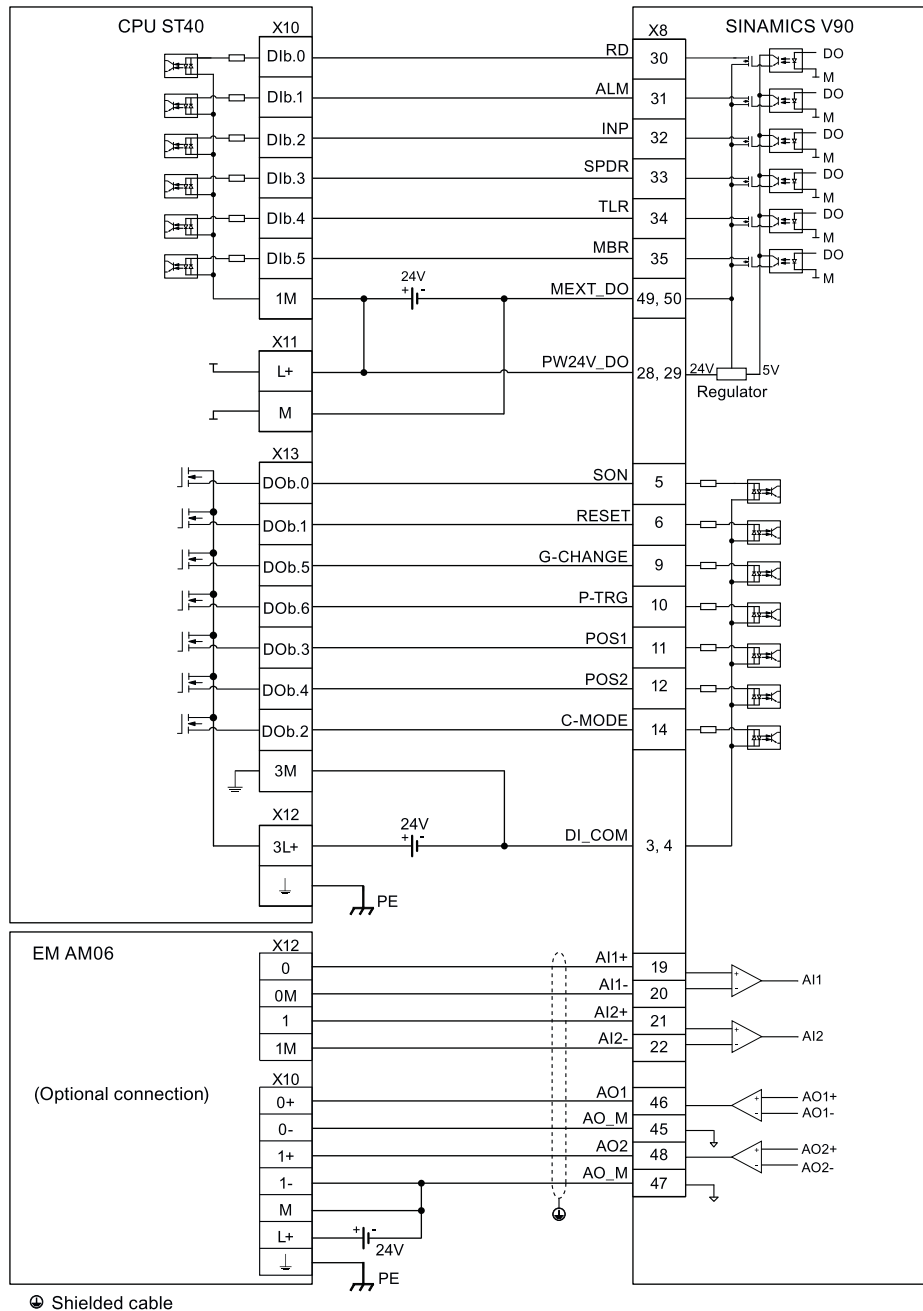 CPU ST40 X10 X8 SINAMICS V90
DIb.0 RD 30 DO
M
DIb.1 ALM 31 DO
M
DIb.2 INP 32 DO
M
DIb.3 SPDR 33 DO
M
DIb.4 TLR 34 DO
M
DIb.5 MBR 35 DO
M
24V
+ -
1M MEXT_DO 49, 50
X11
L+ PW24V_DO 28, 29 24V 5V
Regulator
M
X13
DOb.0 SON 5
DOb.1 RESET 6
DOb.5 G-CHANGE 9
DOb.6 P-TRG 10
DOb.3 POS1 11
DOb.4 POS2 12
DOb.2 C-MODE 14
3M
X12
24V
+ -
3L+ DI_COM 3, 4
PE
EM AM06
X12
0 AI1+ 19 + - AI1
0M AI1- 20
1 AI2+ 21 + - AI2
1M AI2- 22
(Optional connection)
X10
0+ AO1 46 + - AO1+
AO1-
0- AO_M 45
1+ AO2 48 + - AO2+
AO2-
1- AO_M 47
M
L+ + - 24V
PE
Shielded cable